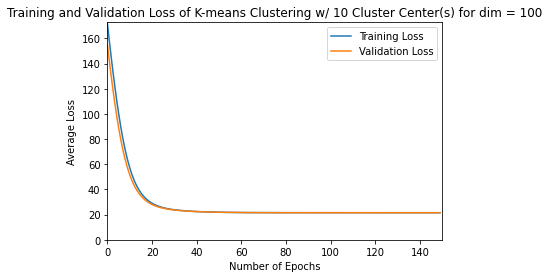 Training and Validation Loss of K-means Clustering w/ 10 Cluster Center(s) for dim = 100
Training Loss
Validation Loss
Average Loss
160
140
120
100
80
60
40
20
0
0 20 40 60 80 100 120 140
Number of Epochs